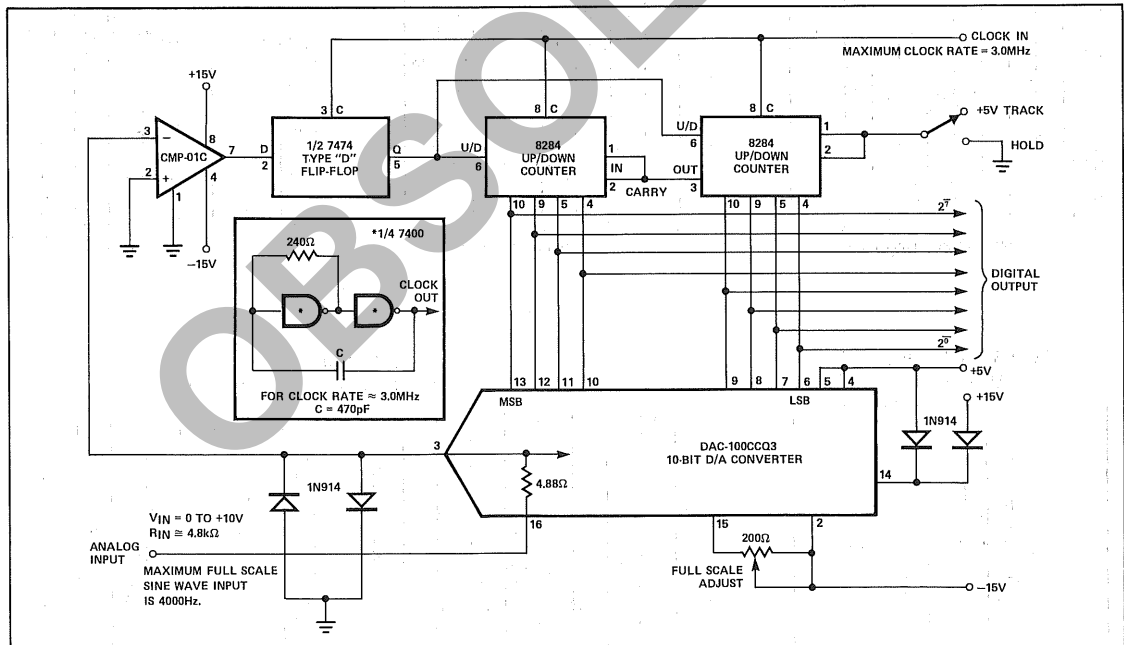 OBSOL
CLOCK IN
MAXIMUM CLOCK RATE = 3.0MHz
+15V
3 C
8 C
8 C
+5V TRACK
HOLD
3
2
CMP-01C
–
+
8
7
4
1
–15V
D
2
1/2 7474
TYPE "D"
FLIP-FLOP
Q
5
U/D
6
8284
UP/DOWN
COUNTER
1
IN
2
CARRY
U/D
6
OUT
3
8284
UP/DOWN
COUNTER
1
2
10 9 5 4
10 9 5 4
2^7
2^0
DIGITAL
OUTPUT
*1/4 7400
240Ω
*
*
CLOCK
OUT
C
FOR CLOCK RATE ≈ 3.0MHz
C = 470pF
13 12 11 10
9 8 7 6 5 4
MSB
LSB
+5V
+15V
1N914
3
DAC-100CCQ3
10-BIT D/A CONVERTER
14
4.88Ω
1N914
16
15
2
200Ω
FULL SCALE
ADJUST
–15V
VIN = 0 TO +10V
RIN ≅ 4.8kΩ
ANALOG
INPUT
MAXIMUM FULL SCALE
SINE WAVE INPUT
IS 4000Hz.